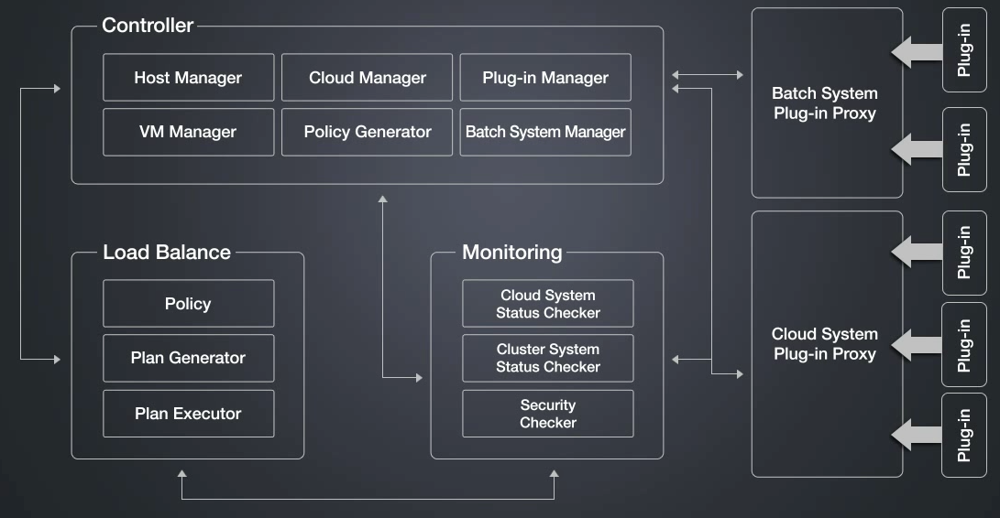 Controller
Host Manager
Cloud Manager
Plug-in Manager
VM Manager
Policy Generator
Batch System Manager
Load Balance
Policy
Plan Generator
Plan Executor
Monitoring
Cloud System
Status Checker
Cluster System
Status Checker
Security
Checker
Batch System
Plug-in Proxy
Plug-in
Plug-in
Cloud System
Plug-in Proxy
Plug-in
Plug-in
Plug-in